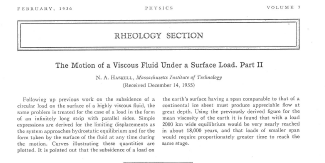 FEBRUARY, 1936 PHYSICS VOLUME 7
RHEOLOGY SECTION
The Motion of a Viscous Fluid Under a Surface Load. Part II
N. A. HASKELL, Massachusetts Institute of Technology
(Received December 14, 1935)
Following up previous work on the subsidence of a
circular load on the surface of a highly viscous fluid, the
same problem is treated for the case of a load in the form
of an infinitely long strip with parallel sides. Simple
expressions are derived for the limiting displacements as
the system approaches hydrostatic equilibrium and for the
form taken by the surface of the fluid at any time during
the motion. Curves illustrating these quantities are
plotted. It is pointed out that the subsidence of a load on
the earth's surface having a span comparable to that of a
continental ice sheet must produce appreciable flow at
great depth. Using the previously derived figure for the
mean viscosity of the earth it is found that with a load
2000 km wide equilibrium would be very nearly reached
in about 18,000 years, and that loads of smaller span
would require proportionately greater time to reach the
same stage.